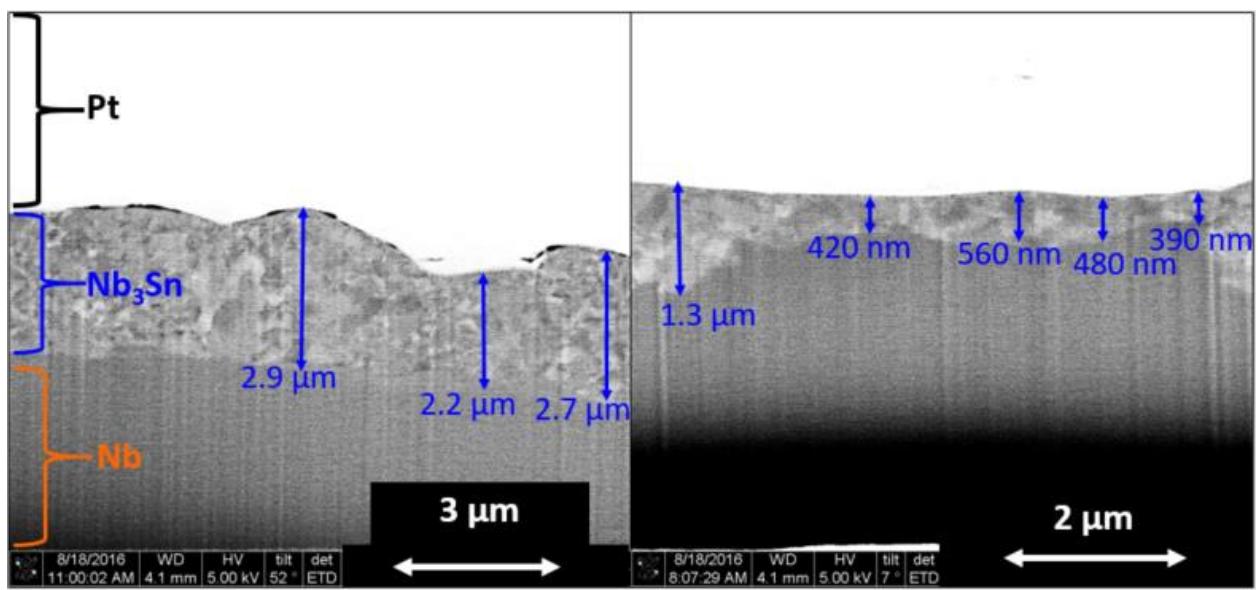 Pt
Nb₃Sn
Nb
2.9 μm
2.2 μm
2.7 μm
3 μm
8/18/2016 WD HV tilt det
11:00:02 AM 4.1 mm 5.00 kV 52 ° ETD
420 nm
560 nm
480 nm
390 nm
1.3 μm
2 μm
8/18/2016 WD HV tilt det
8:07:29 AM 4.1 mm 5.00 kV 7 ° ETD